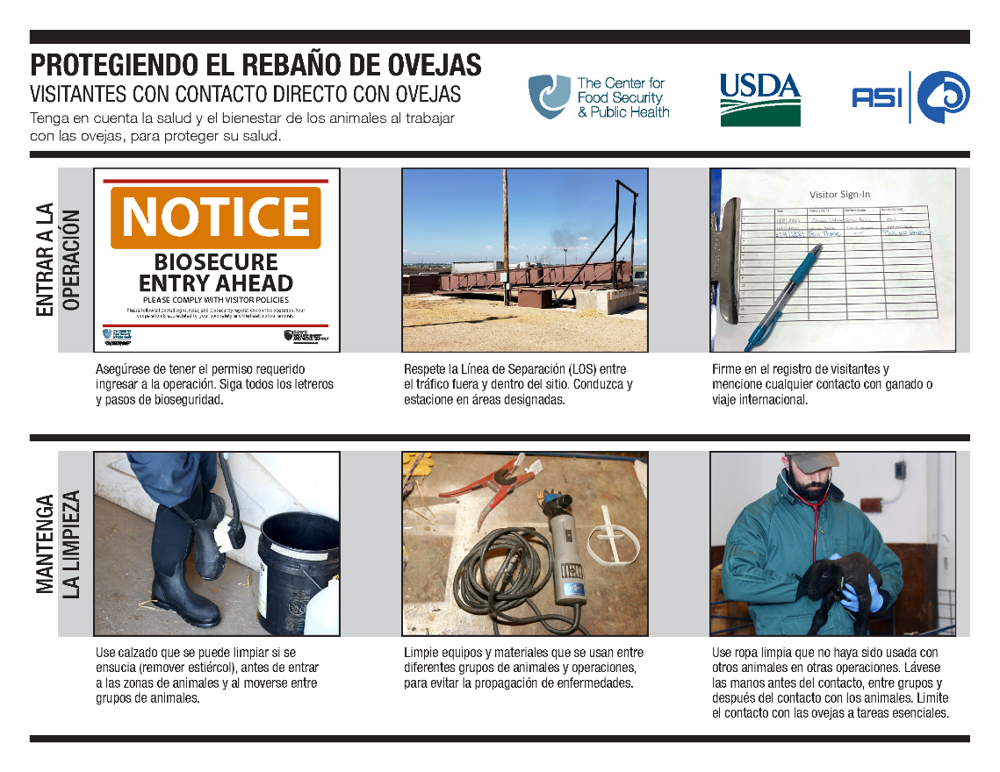 PROTEGIENDO EL REBAÑO DE OVEJAS
VISITANTES CON CONTACTO DIRECTO CON OVEJAS
Tenga en cuenta la salud y el bienestar de los animales al trabajar
con las ovejas, para proteger su salud.
The Center for
Food Security
& Public Health
USDA
ASI
ENTRAR A LA
OPERACIÓN
NOTICE
BIOSECURE
ENTRY AHEAD
PLEASE COMPLY WITH VISITOR POLICIES
Please follow all posted signs, rules, and biosecurity regulations on this operation. Your
cooperation is appreciated for your own safety and the health of our animals.
The Center for
Food Security
& Public Health
Visitor Sign-In
Date
Visitor's Name
Asegúrese de tener el permiso requerido
ingresar a la operación. Siga todos los letreros
y pasos de bioseguridad.
Respete la Línea de Separación (LOS) entre
el tráfico fuera y dentro del sitio. Conduzca y
estacione en áreas designadas.
Firme en el registro de visitantes y
mencione cualquier contacto con ganado o
viaje internacional.
MANTENGA
LA LIMPIEZA
Use calzado que se puede limpiar si se
ensucia (remover estiércol), antes de entrar
a las zonas de animales y al moverse entre
grupos de animales.
Limpie equipos y materiales que se usan entre
diferentes grupos de animales y operaciones,
para evitar la propagación de enfermedades.
Use ropa limpia que no haya sido usada con
otros animales en otras operaciones. Lávese
las manos antes del contacto, entre grupos y
después del contacto con los animales. Limite
el contacto con las ovejas a tareas esenciales.